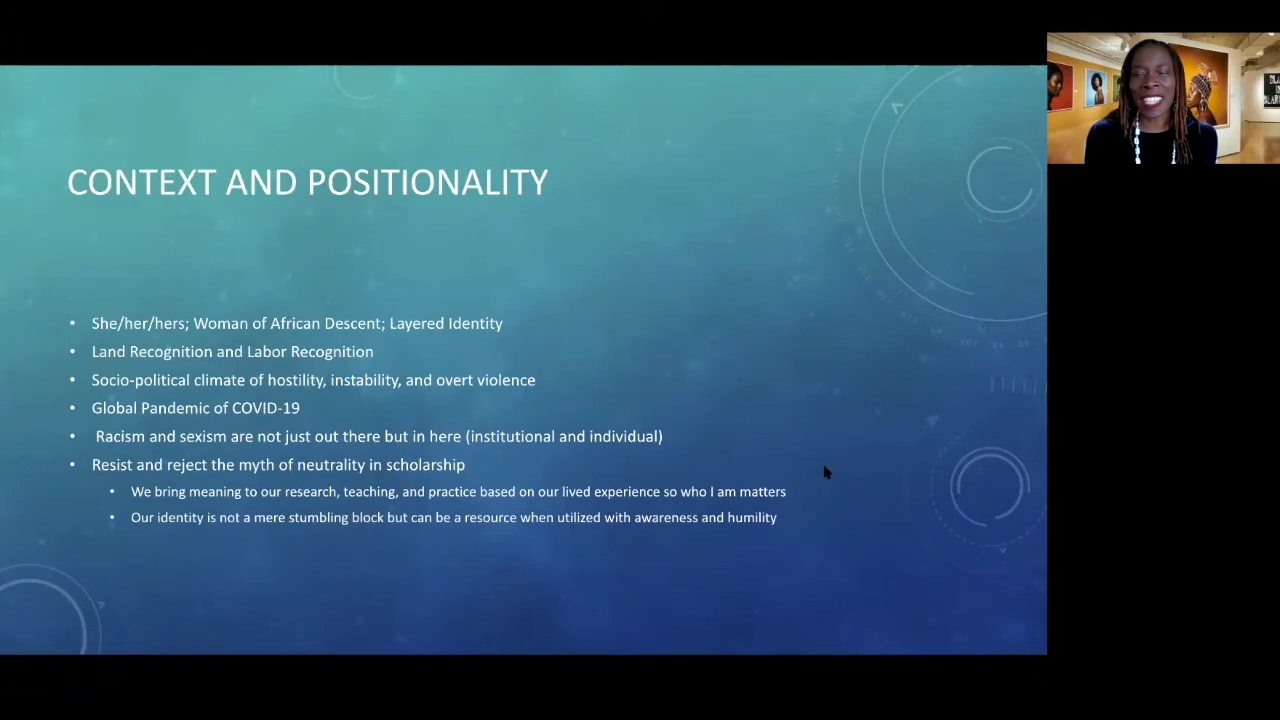 CONTEXT AND POSITIONALITY
• She/her/hers; Woman of African Descent; Layered Identity
• Land Recognition and Labor Recognition
• Socio-political climate of hostility, instability, and overt violence
• Global Pandemic of COVID-19
• Racism and sexism are not just out there but in here (institutional and individual)
• Resist and reject the myth of neutrality in scholarship
• We bring meaning to our research, teaching, and practice based on our lived experience so who I am matters
• Our identity is not a mere stumbling block but can be a resource when utilized with awareness and humility